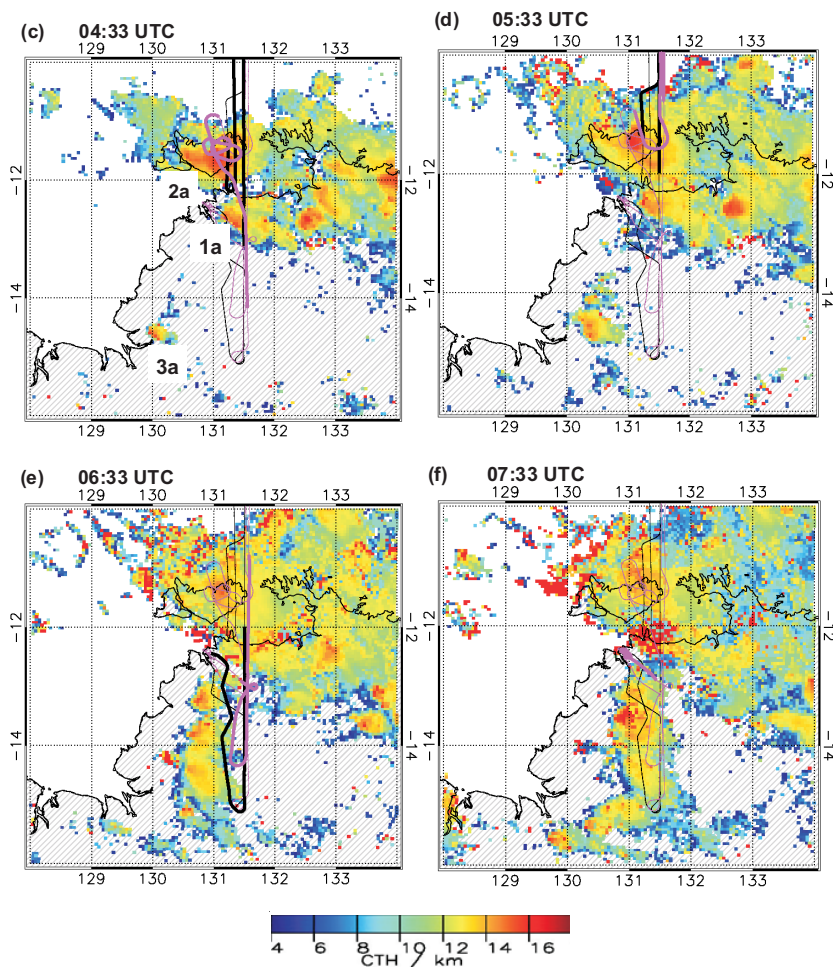 (c) 04:33 UTC (d) 05:33 UTC
129 130 131 132 133 129 130 131 132 133
-12 -12 -12 -12
2a
1a
-14 -14 -14 -14
3a
129 130 131 132 133 129 130 131 132 133
(e) 06:33 UTC (f) 07:33 UTC
129 130 131 132 133 129 130 131 132 133
-12 -12 -12 -12
-14 -14 -14 -14
129 130 131 132 133 129 130 131 132 133
4 6 8 10 12 14 16
CTH / km